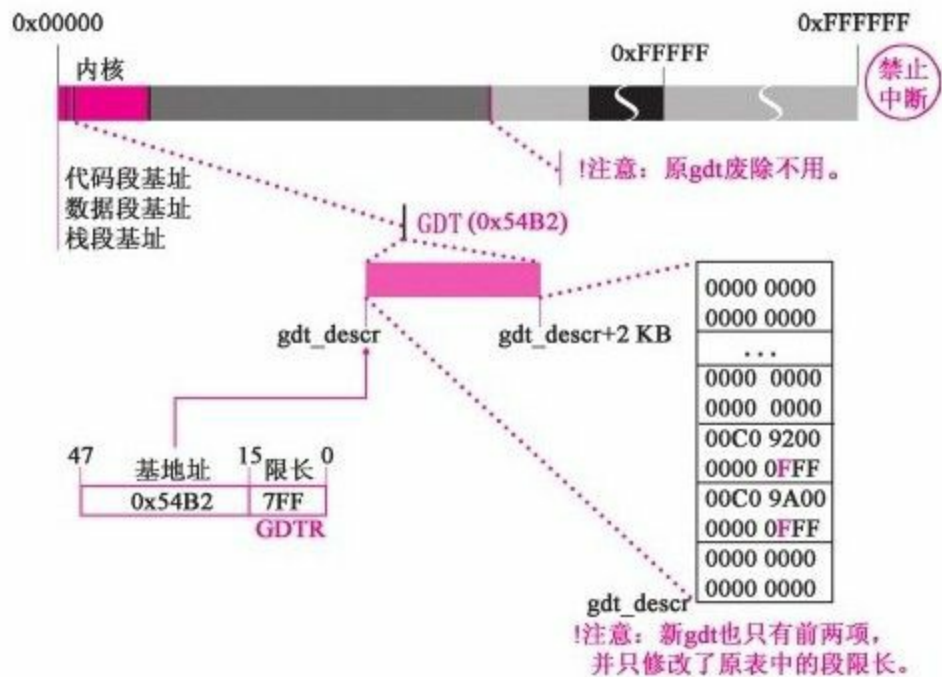 0x00000
0xFFFFFF
0xFFFFF
内核
禁止
中断
代码段基址
数据段基址
栈段基址
!注意：原gdt废除不用。
GDT (0x54B2)
gdt_descr
gdt_descr+2 KB
0000 0000
0000 0000
...
0000 0000
0000 0000
00C0 9200
0000 0FFF
00C0 9A00
0000 0FFF
0000 0000
0000 0000
47 基地址 15 限长 0
0x54B2 7FF
GDTR
gdt_descr
!注意：新gdt也只有前两项，
并只修改了原表中的段限长。